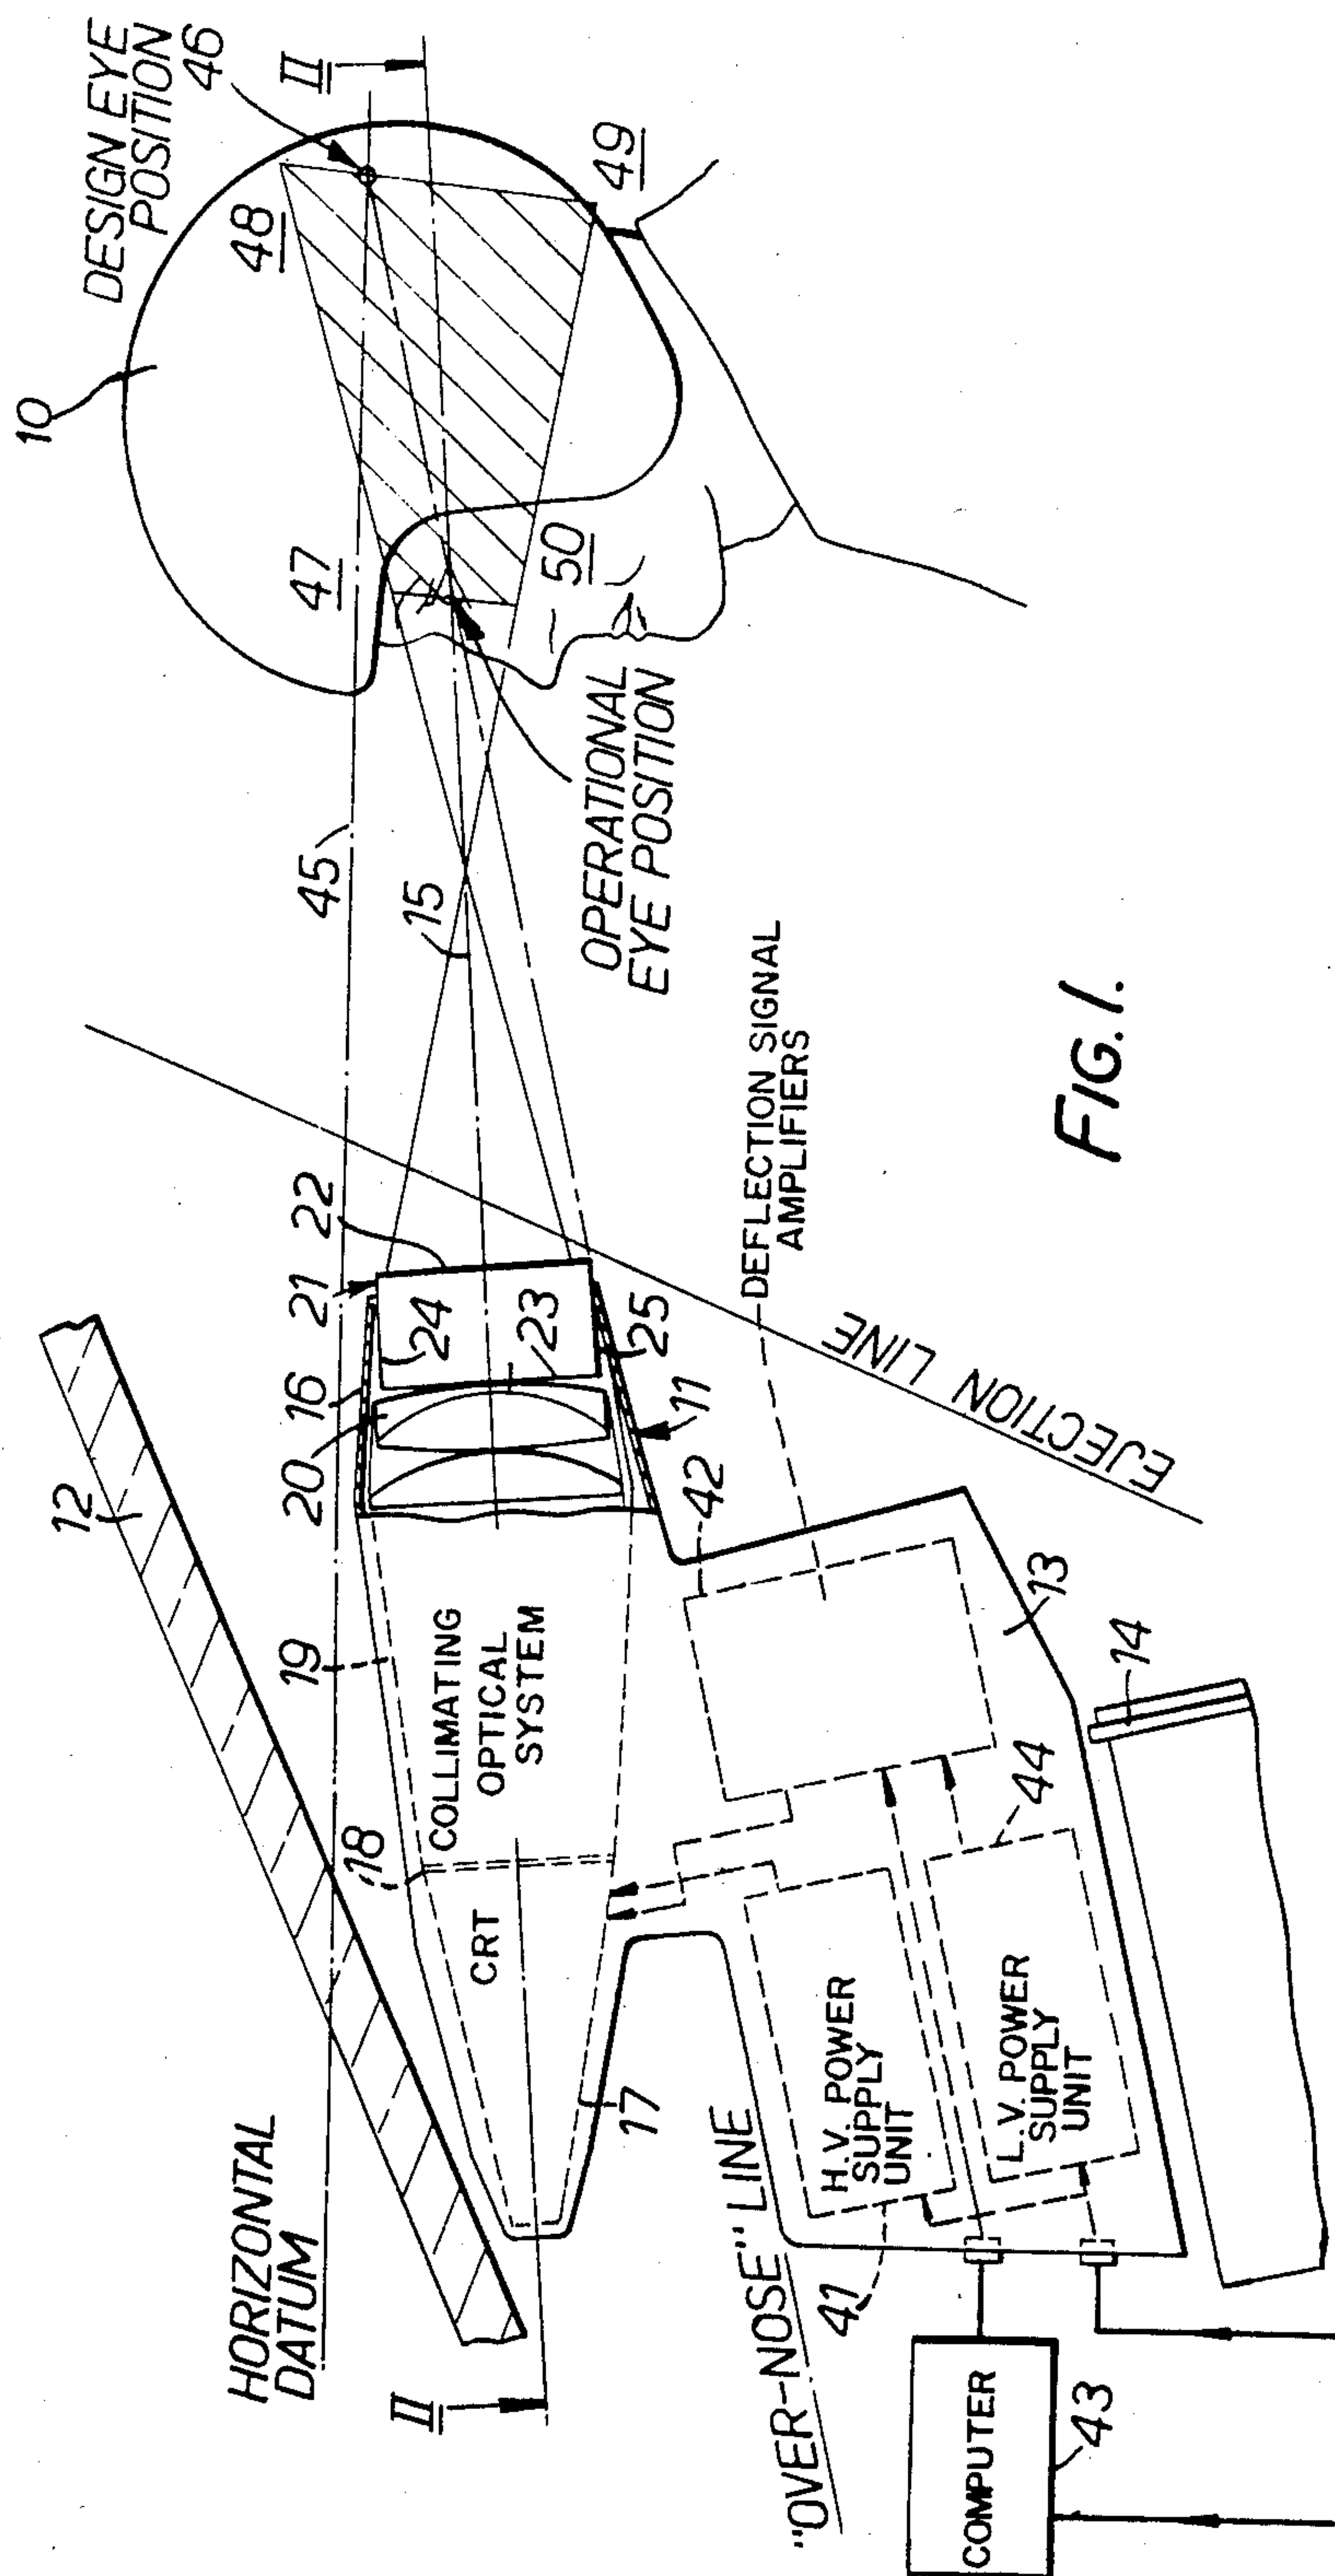 10
DESIGN EYE
POSITION
46
II
48
49
47
50
45
15
OPERATIONAL
EYE POSITION
12
HORIZONTAL
DATUM
II
18
19
20
16
21
22
24
23
25
11
CRT
COLLIMATING
OPTICAL
SYSTEM
17
42
DEFLECTION SIGNAL
AMPLIFIERS
EJECTION LINE
13
14
44
"OVER-NOSE" LINE
H.V. POWER
SUPPLY
UNIT
L.V. POWER
SUPPLY
UNIT
41
COMPUTER
43
FIG. 1.